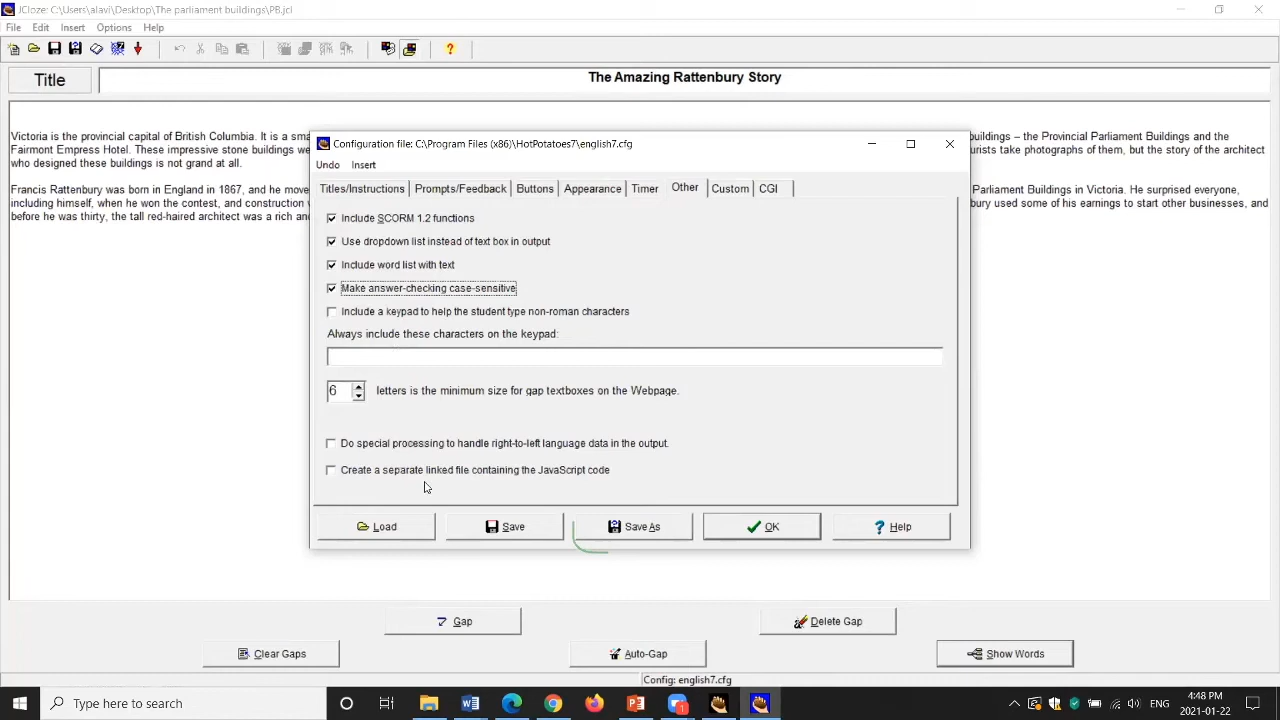 JCloze: C:\Users\alavi\Desktop\The parliament buildings\PB.jcl
File Edit Insert Options Help
Title
The Amazing Rattenbury Story
Victoria is the provincial capital of British Columbia. It is a
buildings – the Provincial Parliament Buildings and the
Fairmont Empress Hotel. These impressive stone buildings
take photographs of them, but the story of the architect
who designed these buildings is not grand at all.
Francis Rattenbury was born in England in 1867, and he
Parliament Buildings in Victoria. He surprised everyone,
including himself, when he won the contest, and construction
used some of his earnings to start other businesses, and
before he was thirty, the tall red-haired architect was a rich
Configuration file: C:\Program Files (x86)\HotPotatoes7\english7.cfg
Undo Insert
Titles/Instructions Prompts/Feedback Buttons Appearance Timer Other Custom CGI
Include SCORM 1.2 functions
Use dropdown list instead of text box in output
Include word list with text
Make answer-checking case-sensitive
Include a keypad to help the student type non-roman characters
Always include these characters on the keypad:
6 letters is the minimum size for gap textboxes on the Webpage.
Do special processing to handle right-to-left language data in the output.
Create a separate linked file containing the JavaScript code
Load Save Save As OK Help
Gap Delete Gap
Clear Gaps Auto-Gap Show Words
Config: english7.cfg
Type here to search
ENG
4:48 PM
2021-01-22